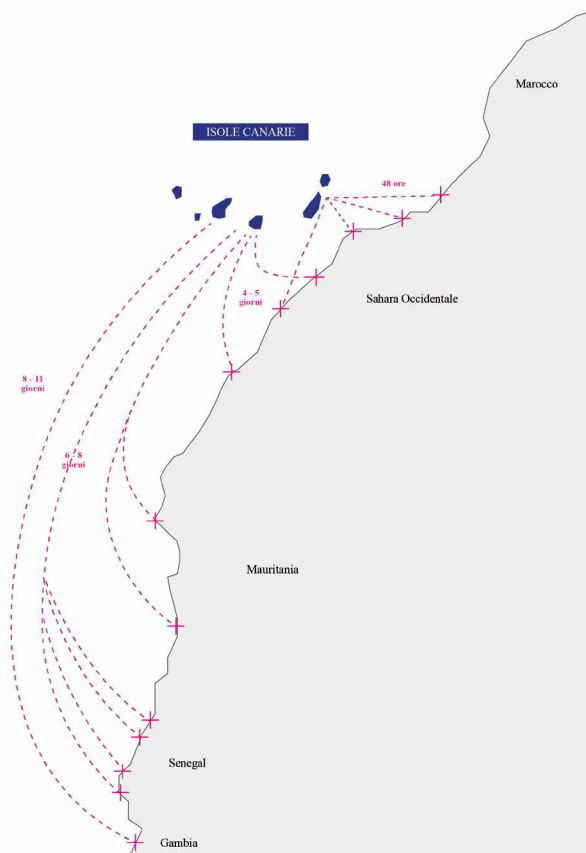 Marocco
ISOLE CANARIE
48 ore
4 - 5
giorni
Sahara Occidentale
8 - 11
giorni
6 - 8
giorni
Mauritania
Senegal
Gambia